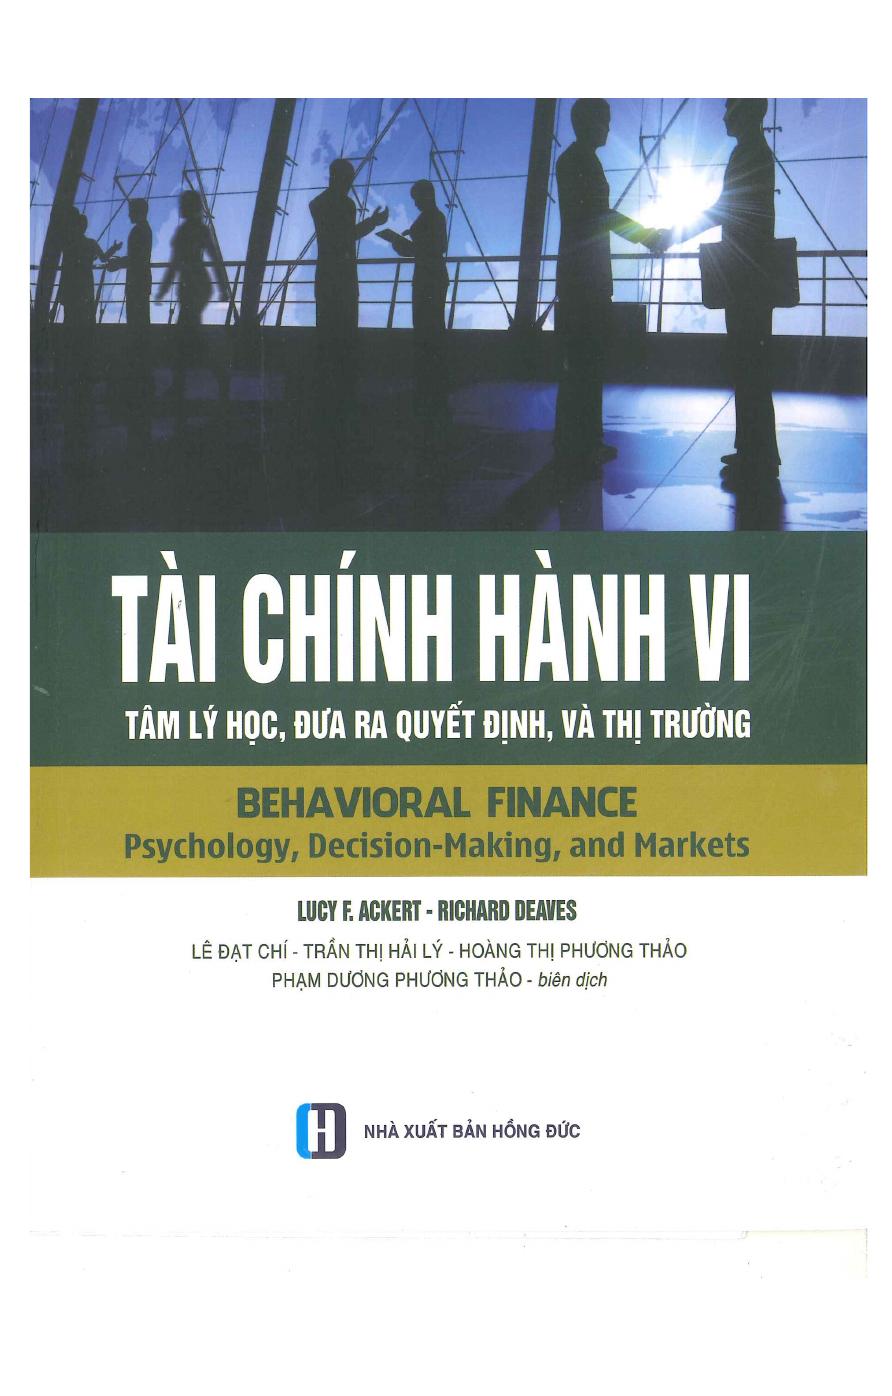 TÀI CHÍNH HÀNH VI
TÂM LÝ HỌC, ĐƯA RA QUYẾT ĐỊNH, VÀ THỊ TRƯỜNG
BEHAVIORAL FINANCE
Psychology, Decision-Making, and Markets
LUCY F. ACKERT - RICHARD DEAVES
LÊ ĐẠT CHÍ - TRẦN THỊ HẢI LÝ - HOÀNG THỊ PHƯƠNG THẢO
PHẠM DƯƠNG PHƯƠNG THẢO - biên dịch
NHÀ XUẤT BẢN HỒNG ĐỨC